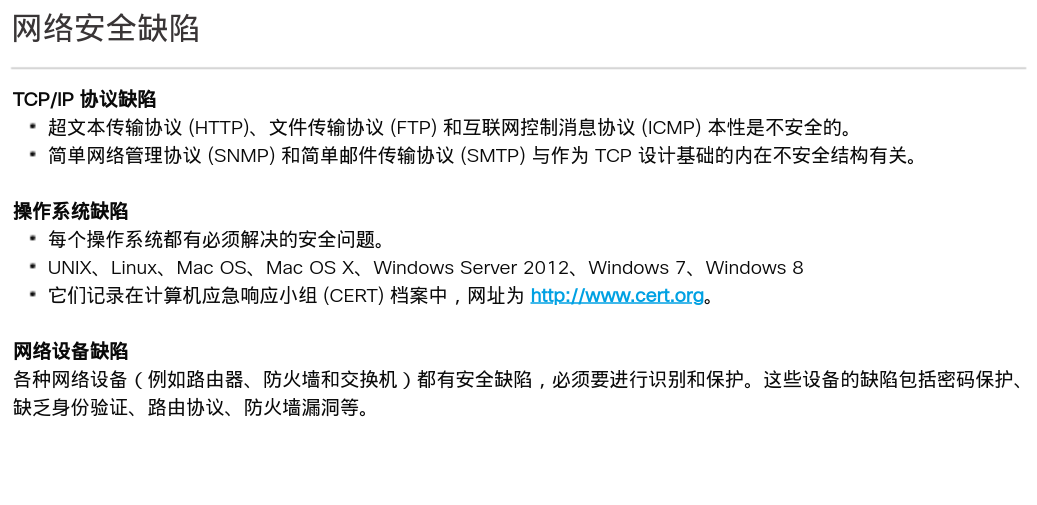 网络安全缺陷
TCP/IP 协议缺陷
▪ 超文本传输协议 (HTTP)、文件传输协议 (FTP) 和互联网控制消息协议 (ICMP) 本性是不安全的。
▪ 简单网络管理协议 (SNMP) 和简单邮件传输协议 (SMTP) 与作为 TCP 设计基础的内在不安全结构有关。
操作系统缺陷
▪ 每个操作系统都有必须解决的安全问题。
▪ UNIX、Linux、Mac OS、Mac OS X、Windows Server 2012、Windows 7、Windows 8
▪ 它们记录在计算机应急响应小组 (CERT) 档案中，网址为 http://www.cert.org。
网络设备缺陷
各种网络设备（例如路由器、防火墙和交换机）都有安全缺陷，必须要进行识别和保护。这些设备的缺陷包括密码保护、
缺乏身份验证、路由协议、防火墙漏洞等。